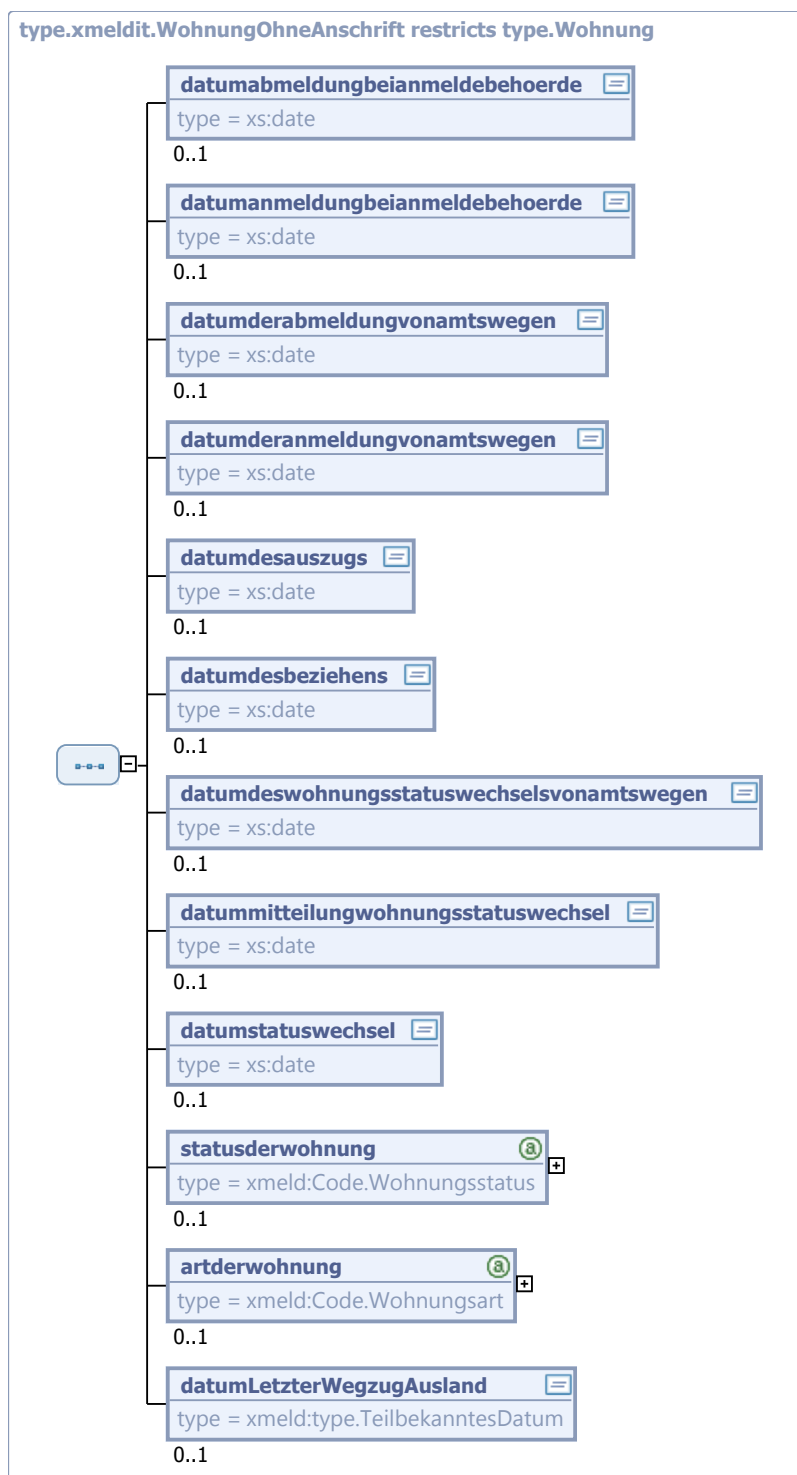 type.xmeldit.WohnungOhneAnschrift restricts type.Wohnung
datumabmeldungbeianmeldebehoerde
type = xs:date
0..1
datumanmeldungbeianmeldebehoerde
type = xs:date
0..1
datumderabmeldungvonamtswegen
type = xs:date
0..1
datumderanmeldungvonamtswegen
type = xs:date
0..1
datumdesauszugs
type = xs:date
0..1
datumdesbeziehens
type = xs:date
0..1
datumdeswohnungsstatuswechselsvonamtswegen
type = xs:date
0..1
datummitteilungwohnungsstatuswechsel
type = xs:date
0..1
datumstatuswechsel
type = xs:date
0..1
statusderwohnung
type = xmeld:Code.Wohnungsstatus
0..1
artderwohnung
type = xmeld:Code.Wohnungsart
0..1
datumLetzterWegzugAusland
type = xmeld:type.TeilbekanntesDatum
0..1